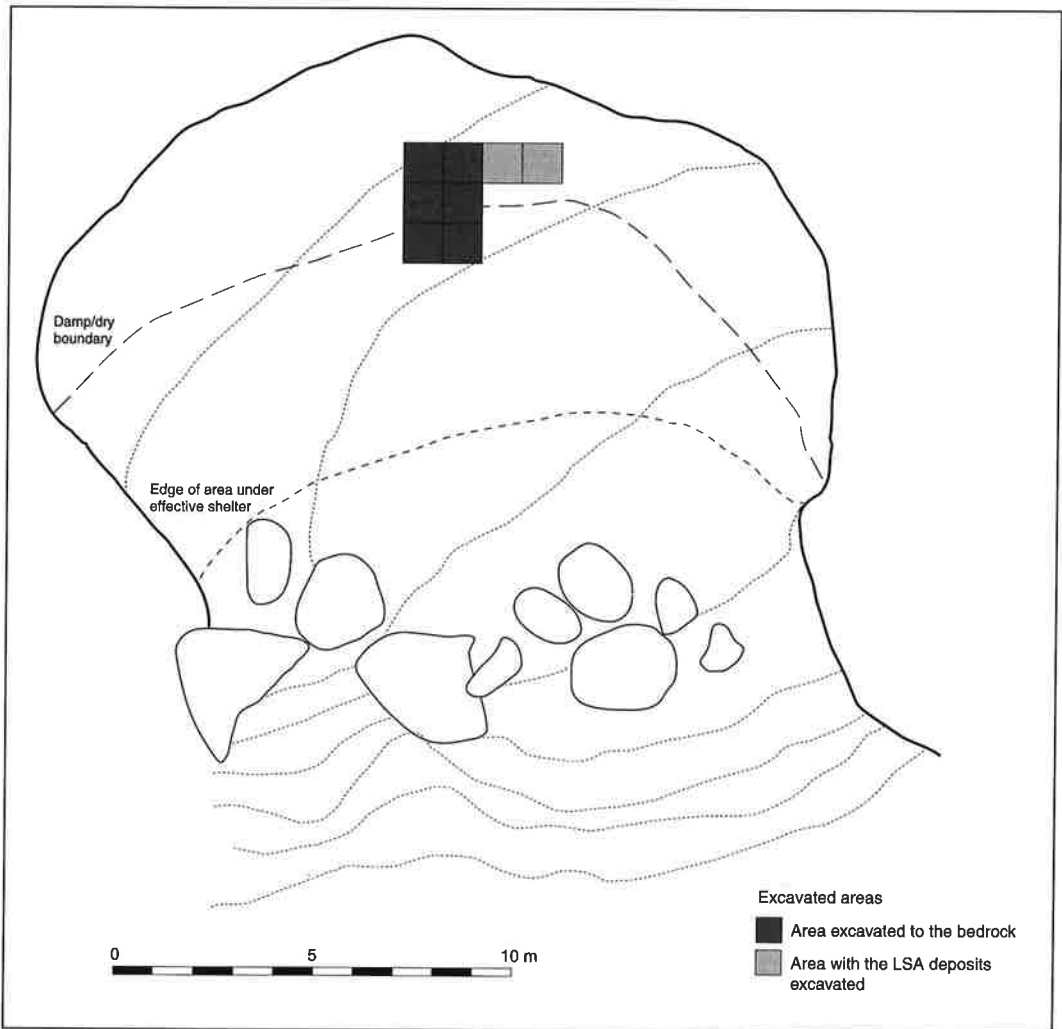 Damp/dry
boundary
Edge of area under
effective shelter
Excavated areas
Area excavated to the bedrock
Area with the LSA deposits
excavated
0 5 10 m